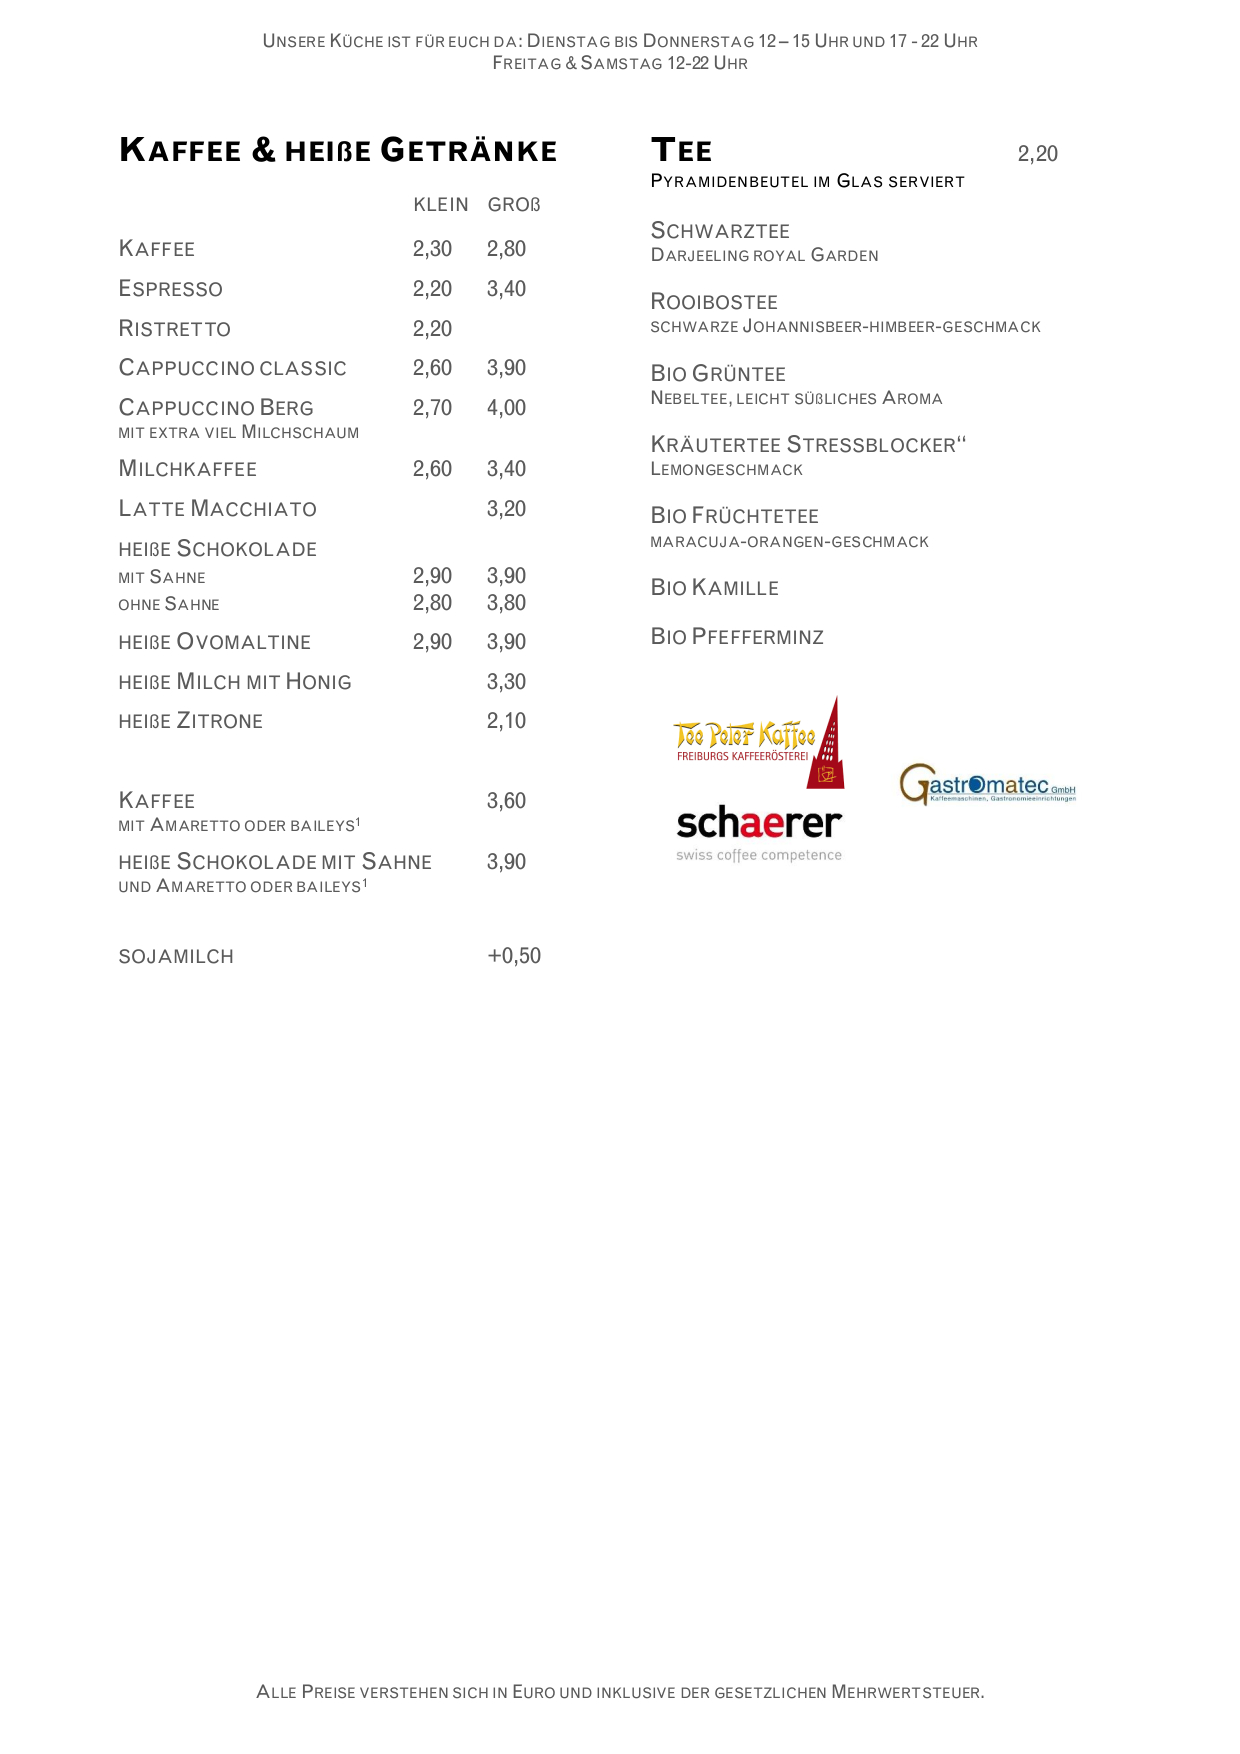 Unsere Küche ist für euch da: Dienstag bis Donnerstag 12 – 15 Uhr und 17 - 22 Uhr
Freitag & Samstag 12-22 Uhr
Kaffee & heiße Getränke
klein groß
Kaffee 2,30 2,80
Espresso 2,20 3,40
Ristretto 2,20
Cappuccino classic 2,60 3,90
Cappuccino Berg 2,70 4,00
mit extra viel Milchschaum
Milchkaffee 2,60 3,40
Latte Macchiato 3,20
heiße Schokolade
mit Sahne 2,90 3,90
ohne Sahne 2,80 3,80
heiße Ovomaltine 2,90 3,90
heiße Milch mit Honig 3,30
heiße Zitrone 2,10
Kaffee 3,60
mit Amaretto oder baileys¹
heiße Schokolade mit Sahne 3,90
und Amaretto oder baileys¹
sojamilch +0,50
Tee 2,20
Pyramidenbeutel im Glas serviert
Schwarztee
Darjeeling royal Garden
Rooibostee
schwarze Johannisbeer-himbeer-geschmack
Bio Grüntee
Nebeltee, leicht süßliches Aroma
Kräutertee Stressblocker“
Lemongeschmack
Bio Früchtetee
maracuja-orangen-geschmack
Bio Kamille
Bio Pfefferminz
Tee Peter Kaffee
FREIBURGS KAFFEERÖSTEREI
GastrOmatec GmbH
Kaffeemaschinen, Gastronomieeinrichtungen
schaerer
swiss coffee competence
Alle Preise verstehen sich in Euro und inklusive der gesetzlichen Mehrwertsteuer.